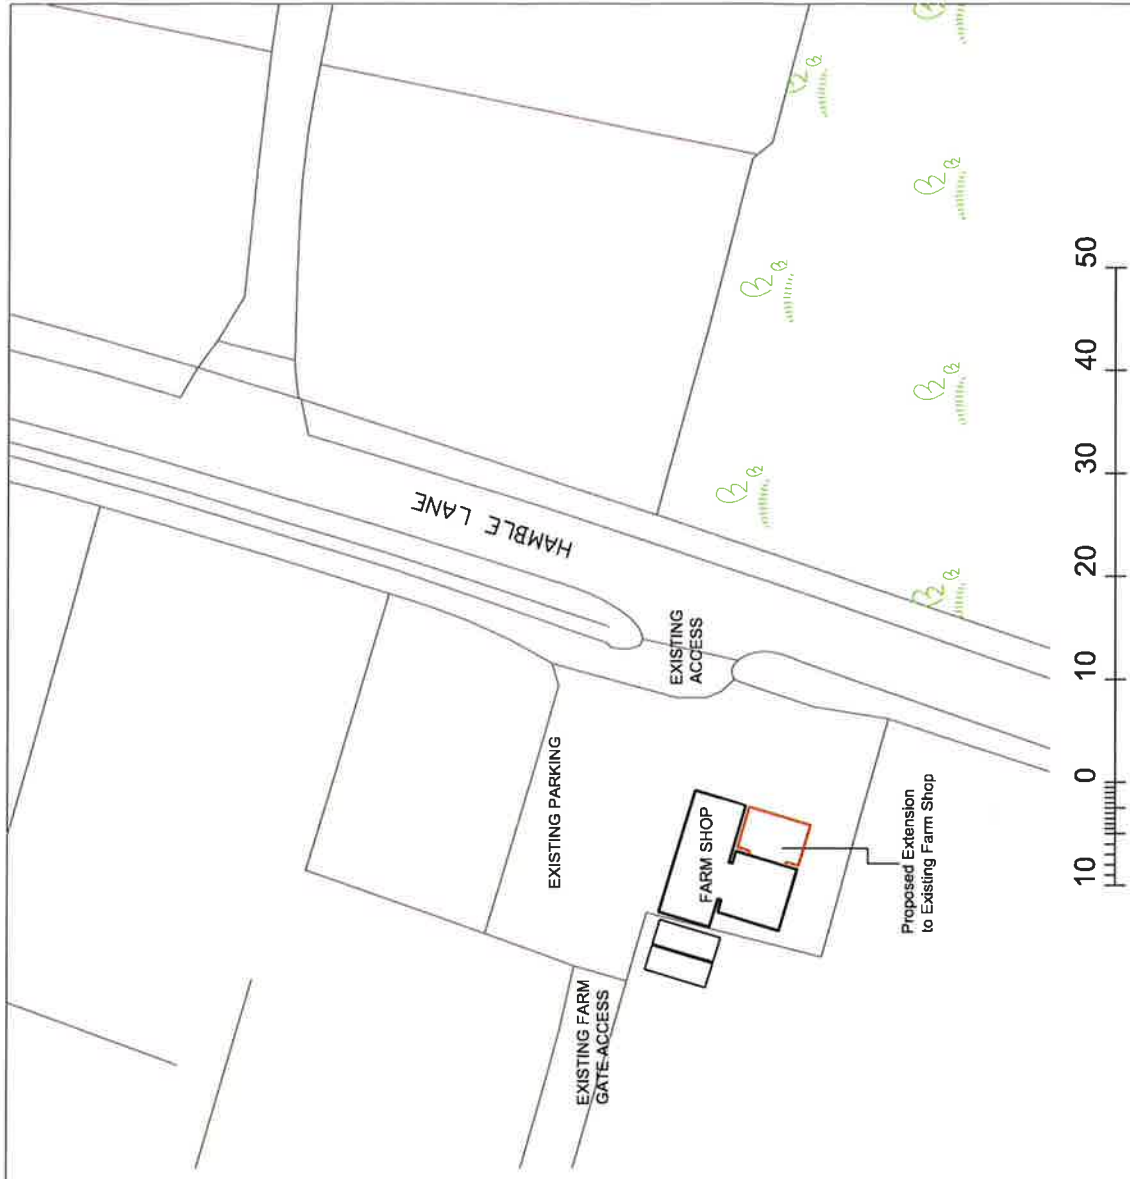 HAMBLE LANE
EXISTING
ACCESS
EXISTING PARKING
FARM SHOP
Proposed Extension
to Existing Farm Shop
EXISTING FARM
GATE ACCESS
10 0 10 20 30 40 50